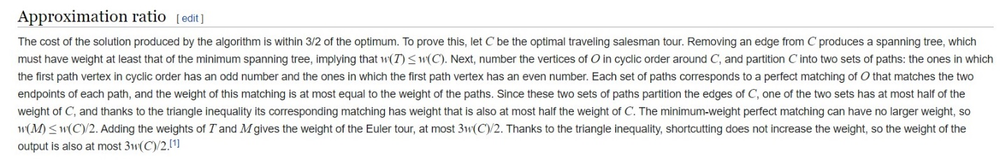 Approximation ratio [edit]
The cost of the solution produced by the algorithm is within 3/2 of the optimum. To prove this, let C be the optimal traveling salesman tour. Removing an edge from C produces a spanning tree, which
must have weight at least that of the minimum spanning tree, implying that w(T) ≤ w(C). Next, number the vertices of O in cyclic order around C, and partition C into two sets of paths: the ones in which
the first path vertex in cyclic order has an odd number and the ones in which the first path vertex has an even number. Each set of paths corresponds to a perfect matching of O that matches the two
endpoints of each path, and the weight of this matching is at most equal to the weight of the paths. Since these two sets of paths partition the edges of C, one of the two sets has at most half of the
weight of C, and thanks to the triangle inequality its corresponding matching has weight that is also at most half the weight of C. The minimum-weight perfect matching can have no larger weight, so
w(M) ≤ w(C)/2. Adding the weights of T and M gives the weight of the Euler tour, at most 3w(C)/2. Thanks to the triangle inequality, shortcutting does not increase the weight, so the weight of the
output is also at most 3w(C)/2.[1]